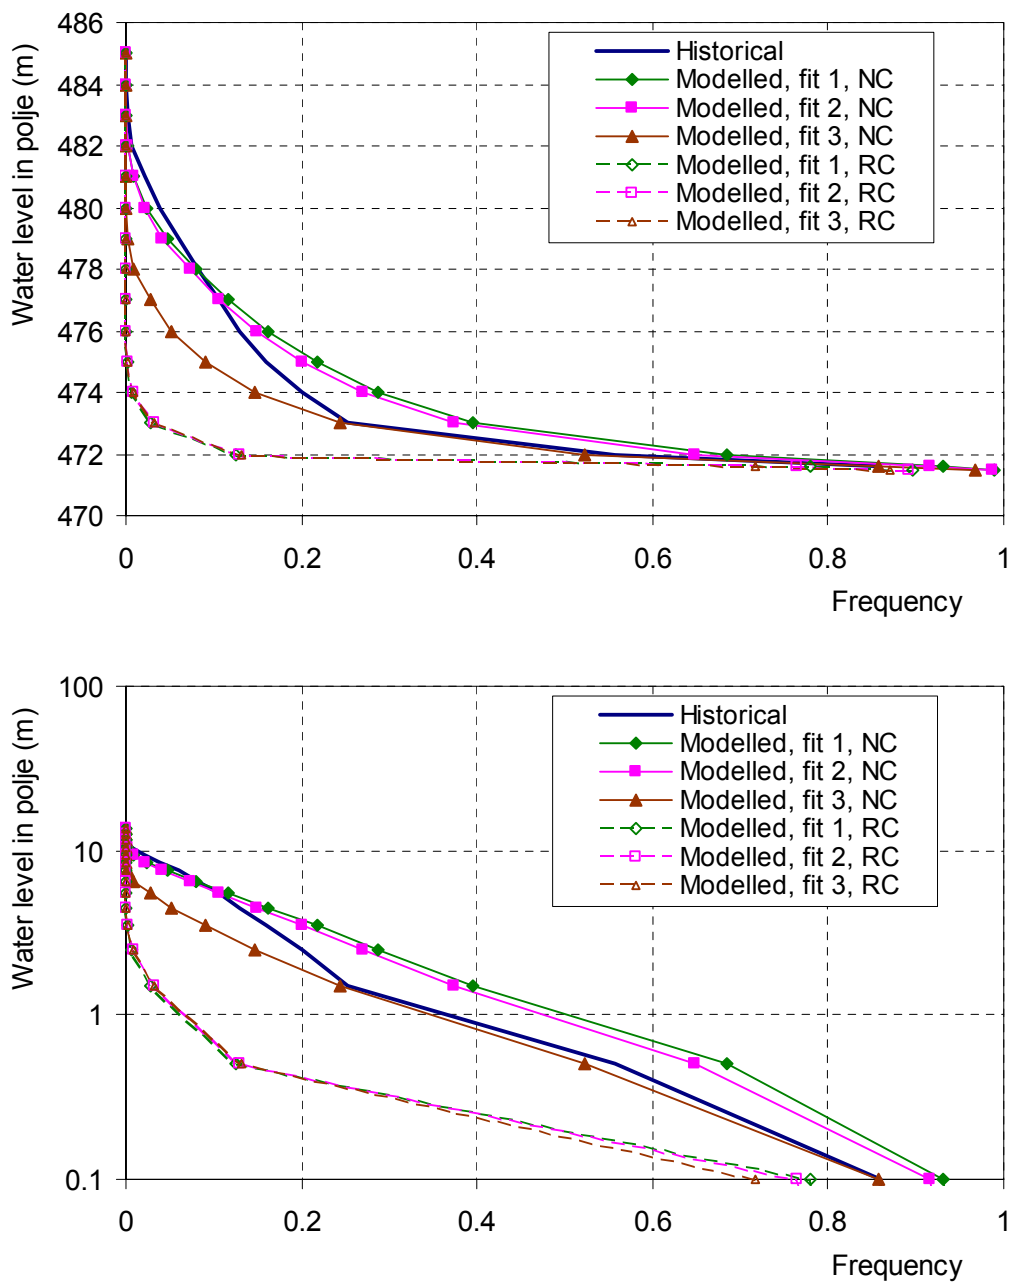 486
484
482
480
478
476
474
472
470
Water level in polje (m)
Historical
Modelled, fit 1, NC
Modelled, fit 2, NC
Modelled, fit 3, NC
Modelled, fit 1, RC
Modelled, fit 2, RC
Modelled, fit 3, RC
0 0.2 0.4 0.6 0.8 1
Frequency
100
10
1
0.1
Water level in polje (m)
Historical
Modelled, fit 1, NC
Modelled, fit 2, NC
Modelled, fit 3, NC
Modelled, fit 1, RC
Modelled, fit 2, RC
Modelled, fit 3, RC
0 0.2 0.4 0.6 0.8 1
Frequency